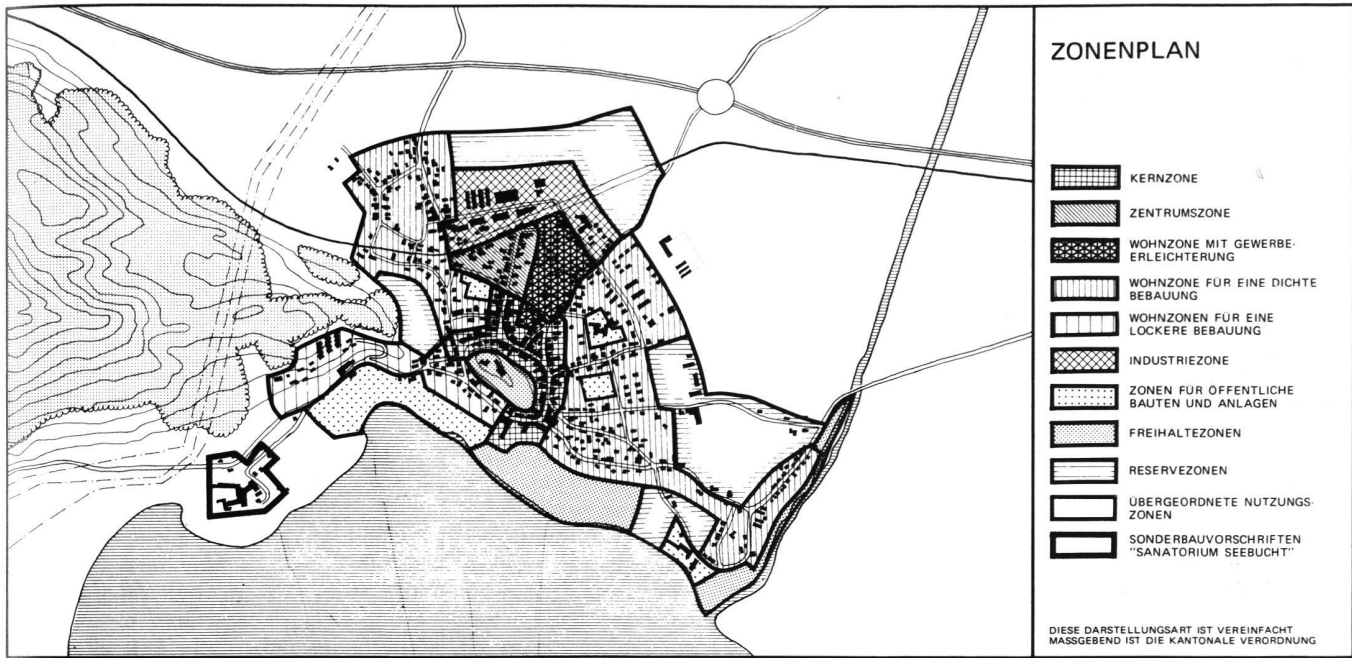 ZONENPLAN
KERNZONE
ZENTRUMSZONE
WOHNZONE MIT GEWERBE-
ERLEICHTERUNG
WOHNZONE FÜR EINE DICHTE
BEBAUUNG
WOHNZONEN FÜR EINE
LOCKERE BEBAUUNG
INDUSTRIEZONE
ZONEN FÜR ÖFFENTLICHE
BAUTEN UND ANLAGEN
FREIHALTEZONEN
RESERVEZONEN
ÜBERGEORDNETE NUTZUNGS-
ZONEN
SONDERBAUVORSCHRIFTEN
"SANATORIUM SEEBUCHT"
DIESE DARSTELLUNGSART IST VEREINFACHT
MASSGEBEND IST DIE KANTONALE VERORDNUNG